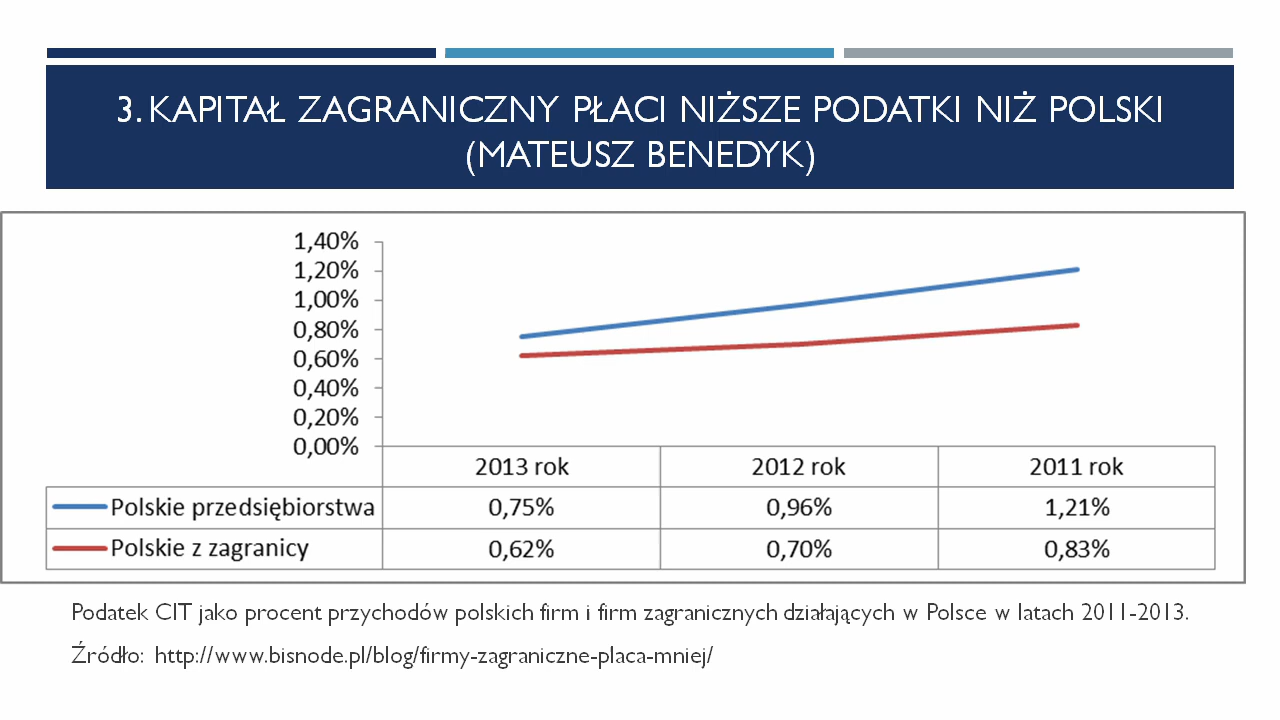 3. KAPITAŁ ZAGRANICZNY PŁACI NIŻSZE PODATKI NIŻ POLSKI
(MATEUSZ BENEDYK)
1,40%
1,20%
1,00%
0,80%
0,60%
0,40%
0,20%
0,00%
2013 rok 2012 rok 2011 rok
Polskie przedsiębiorstwa 0,75% 0,96% 1,21%
Polskie z zagranicy 0,62% 0,70% 0,83%
Podatek CIT jako procent przychodów polskich firm i firm zagranicznych działających w Polsce w latach 2011-2013.
Źródło: http://www.bisnode.pl/blog/firmy-zagraniczne-placa-mniej/